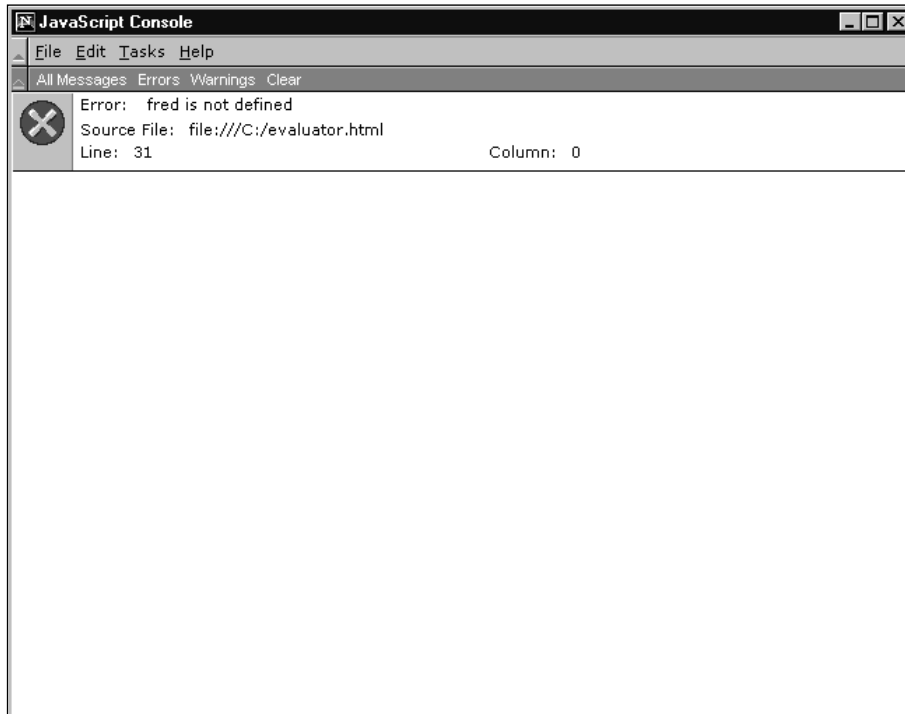 JavaScript Console
File Edit Tasks Help
All Messages Errors Warnings Clear
Error: fred is not defined
Source File: file:///C:/evaluator.html
Line: 31 Column: 0